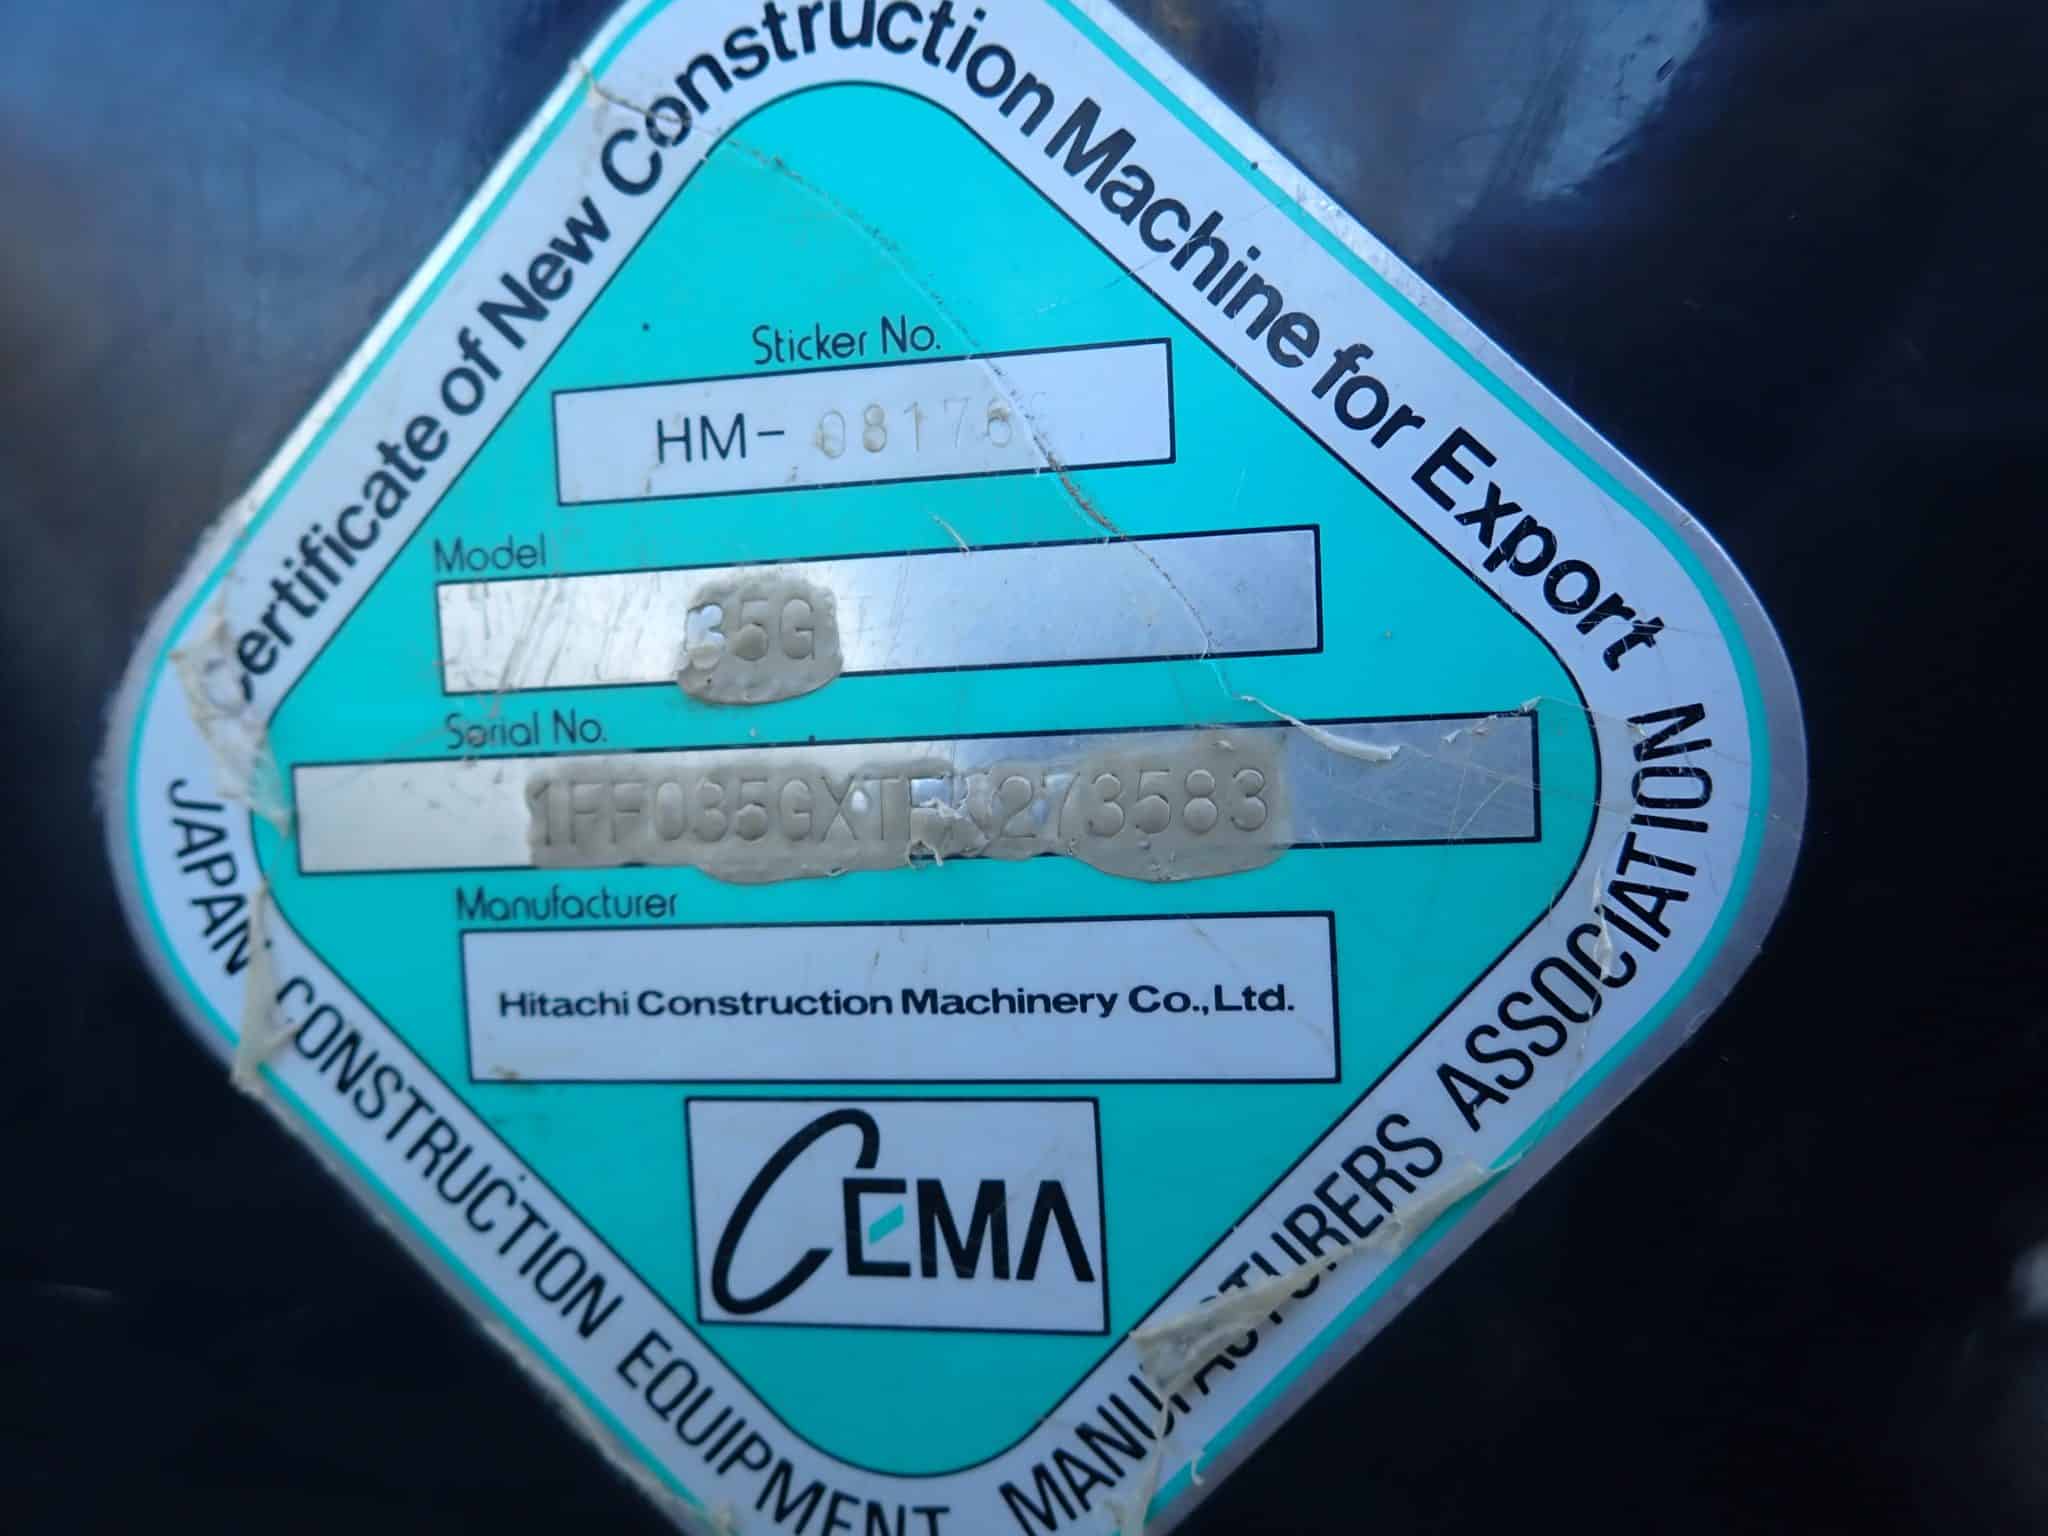 Certificate of New Construction Machine for Export
Sticker No.
HM-
Model
35G
Serial No.
Manufacturer
Hitachi Construction Machinery Co.,Ltd.
CEMA
JAPAN CONSTRUCTION EQUIPMENT MANUFACTURERS ASSOCIATION